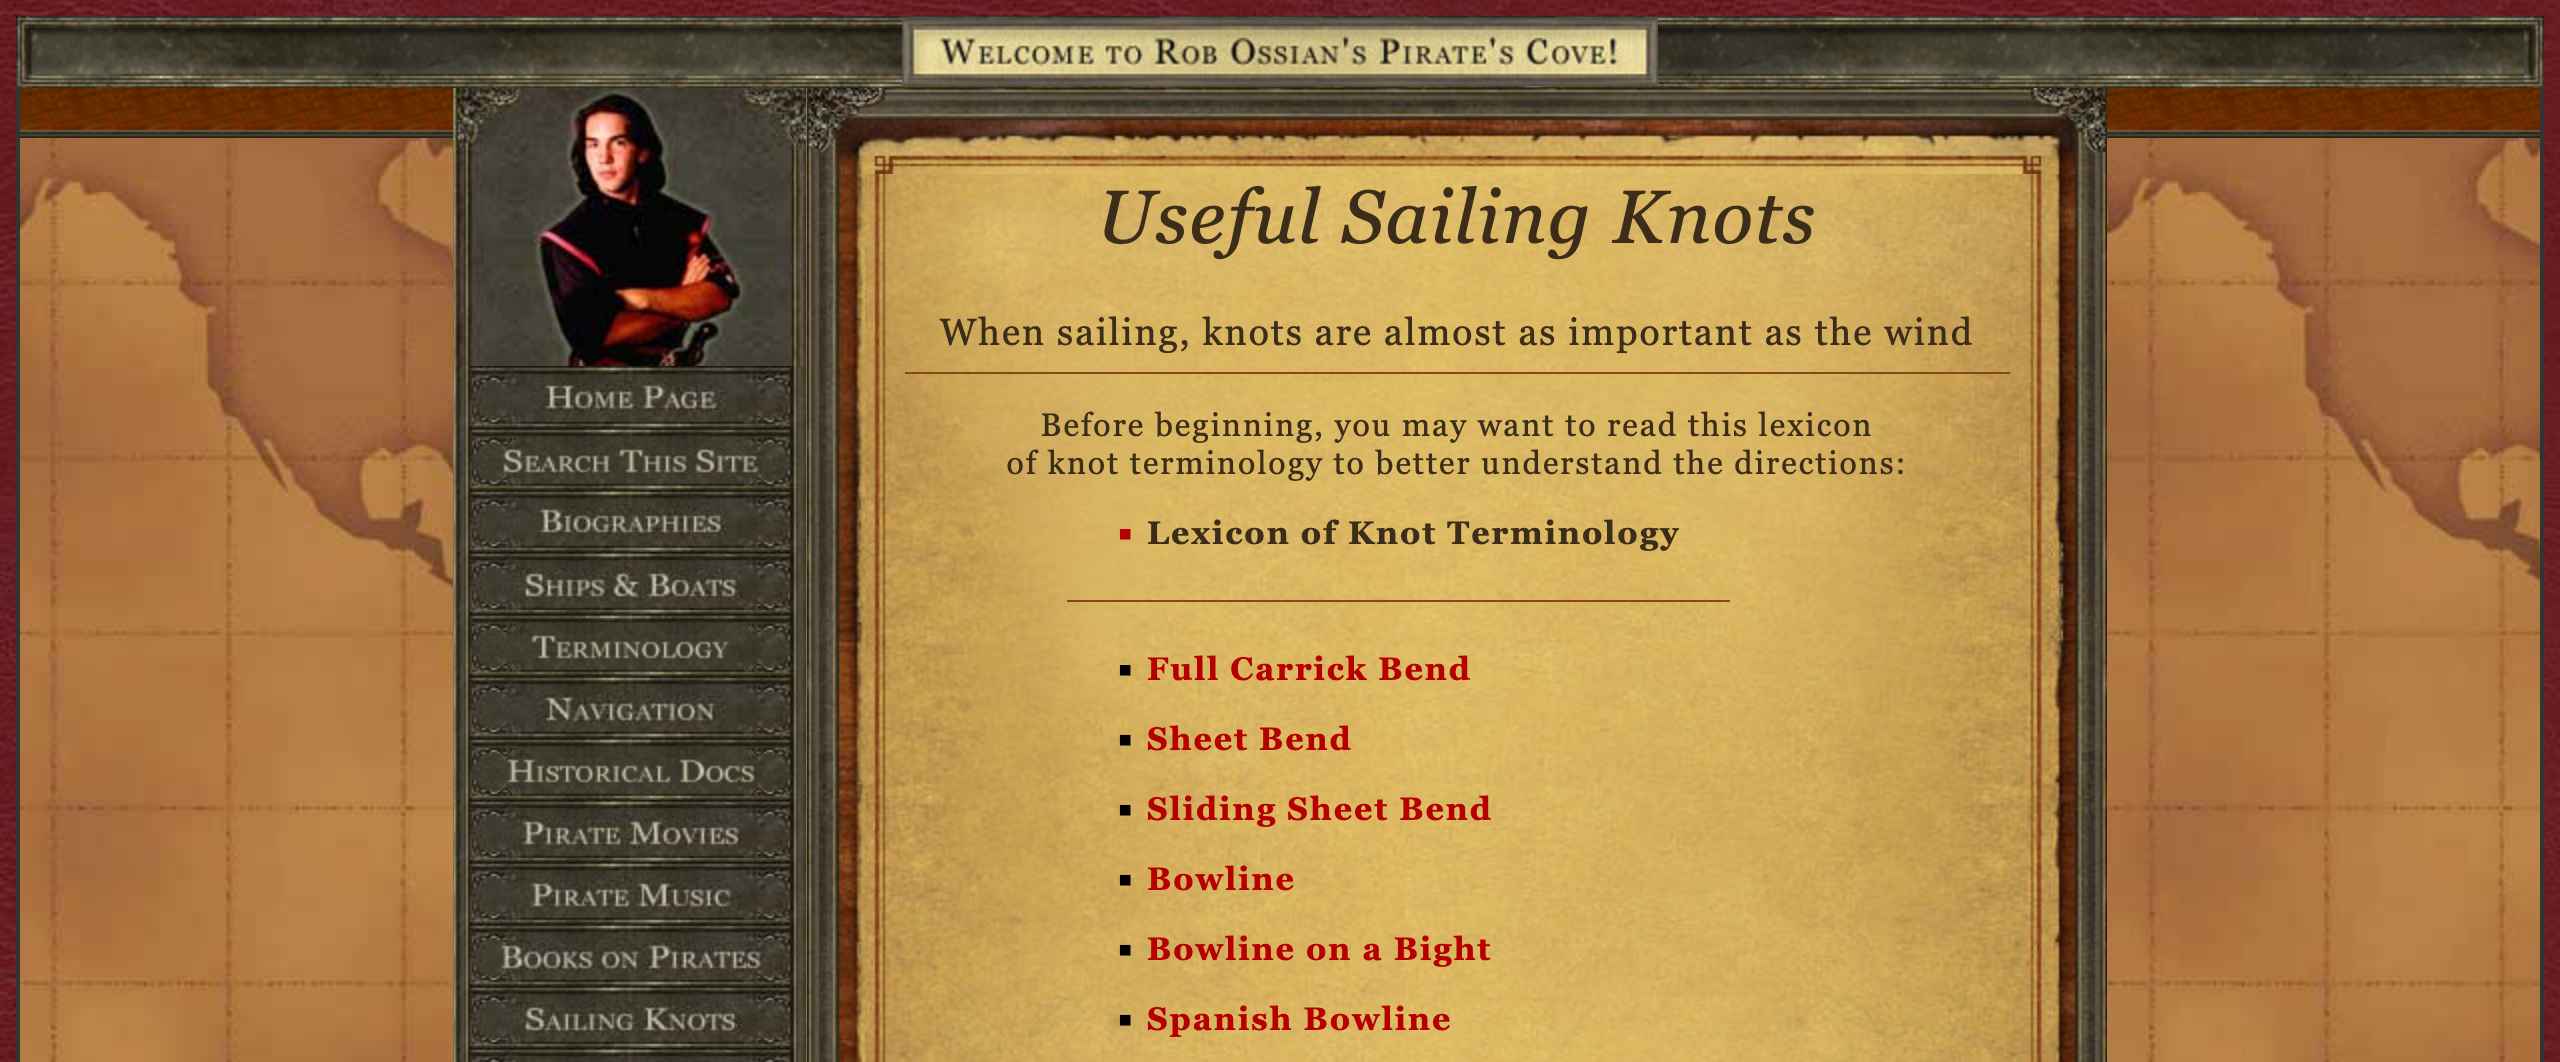 Welcome to Rob Ossian's Pirate's Cove!
Home Page
Search This Site
Biographies
Ships & Boats
Terminology
Navigation
Historical Docs
Pirate Movies
Pirate Music
Books on Pirates
Sailing Knots
Useful Sailing Knots
When sailing, knots are almost as important as the wind
Before beginning, you may want to read this lexicon
of knot terminology to better understand the directions:
Lexicon of Knot Terminology
Full Carrick Bend
Sheet Bend
Sliding Sheet Bend
Bowline
Bowline on a Bight
Spanish Bowline